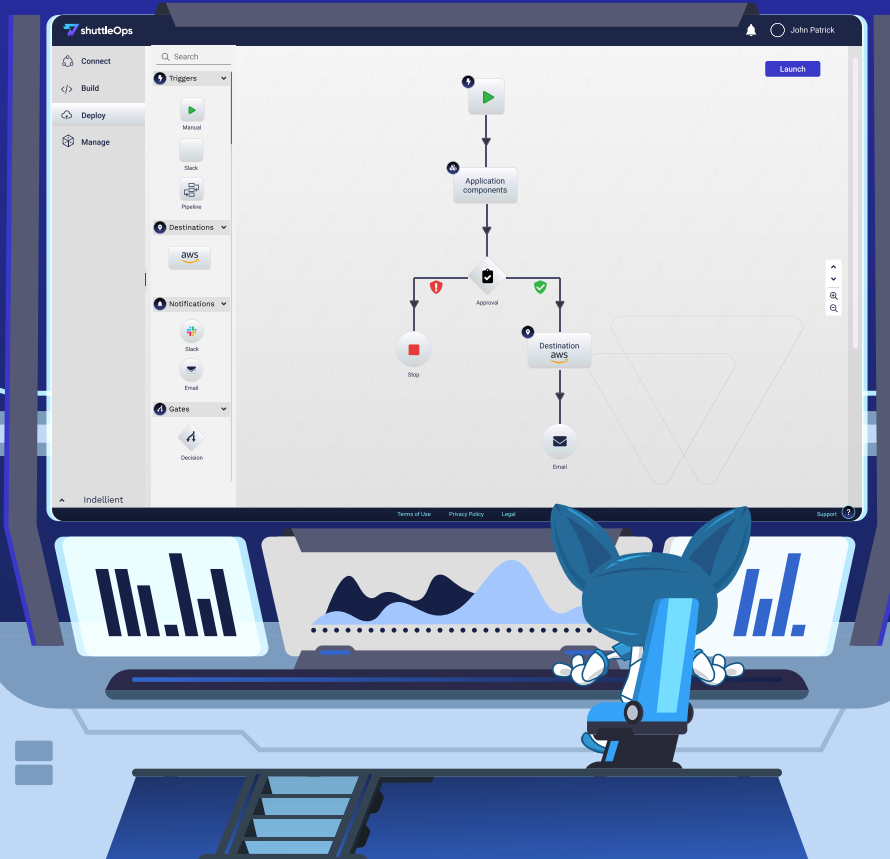 shuttleOps
John Patrick
Connect
Build
Deploy
Manage
Indellient
Search
Triggers
Manual
Slack
Pipeline
Destinations
aws
Notifications
Slack
Email
Gates
Decision
Launch
Application
components
Approval
Stop
Destination
aws
Email
Terms of Use
Privacy Policy
Legal
Support
?